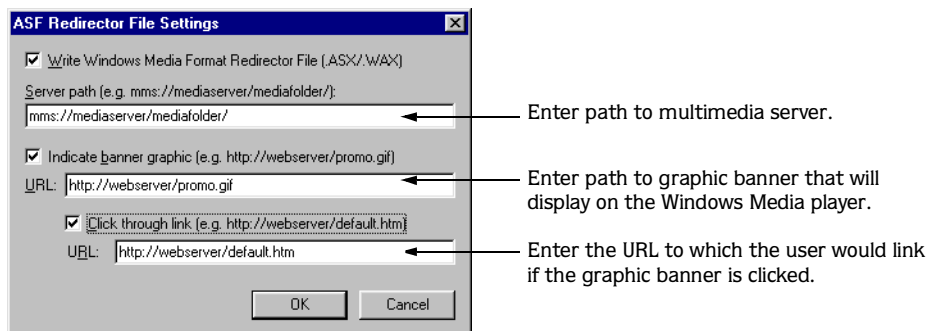 ASF Redirector File Settings
Write Windows Media Format Redirector File (.ASX/.WAX)
Server path (e.g. mms://mediaserver/mediafolder/):
mms://mediaserver/mediafolder/
Enter path to multimedia server.
Indicate banner graphic (e.g. http://webserver/promo.gif)
URL: http://webserver/promo.gif
Enter path to graphic banner that will
display on the Windows Media player.
Click through link (e.g. http://webserver/default.htm)
URL: http://webserver/default.htm
Enter the URL to which the user would link
if the graphic banner is clicked.
OK Cancel